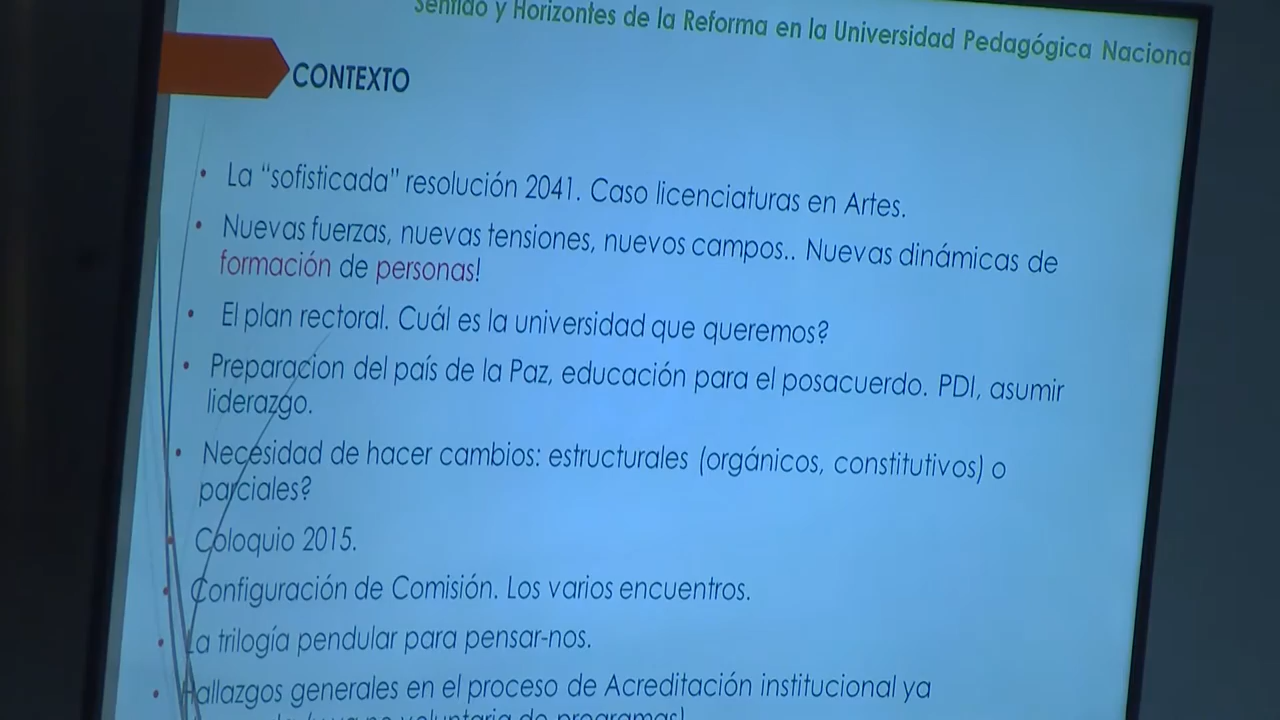 Sentido y Horizontes de la Reforma en la Universidad Pedagógica Naciona
CONTEXTO
• La “sofisticada” resolución 2041. Caso licenciaturas en Artes.
• Nuevas fuerzas, nuevas tensiones, nuevos campos.. Nuevas dinámicas de
formación de personas!
• El plan rectoral. Cuál es la universidad que queremos?
• Preparacion del país de la Paz, educación para el posacuerdo. PDI, asumir
liderazgo.
• Necesidad de hacer cambios: estructurales (orgánicos, constitutivos) o
parciales?
• Coloquio 2015.
• Configuración de Comisión. Los varios encuentros.
• La trilogía pendular para pensar-nos.
• Hallazgos generales en el proceso de Acreditación institucional ya
voluntaria de programas)